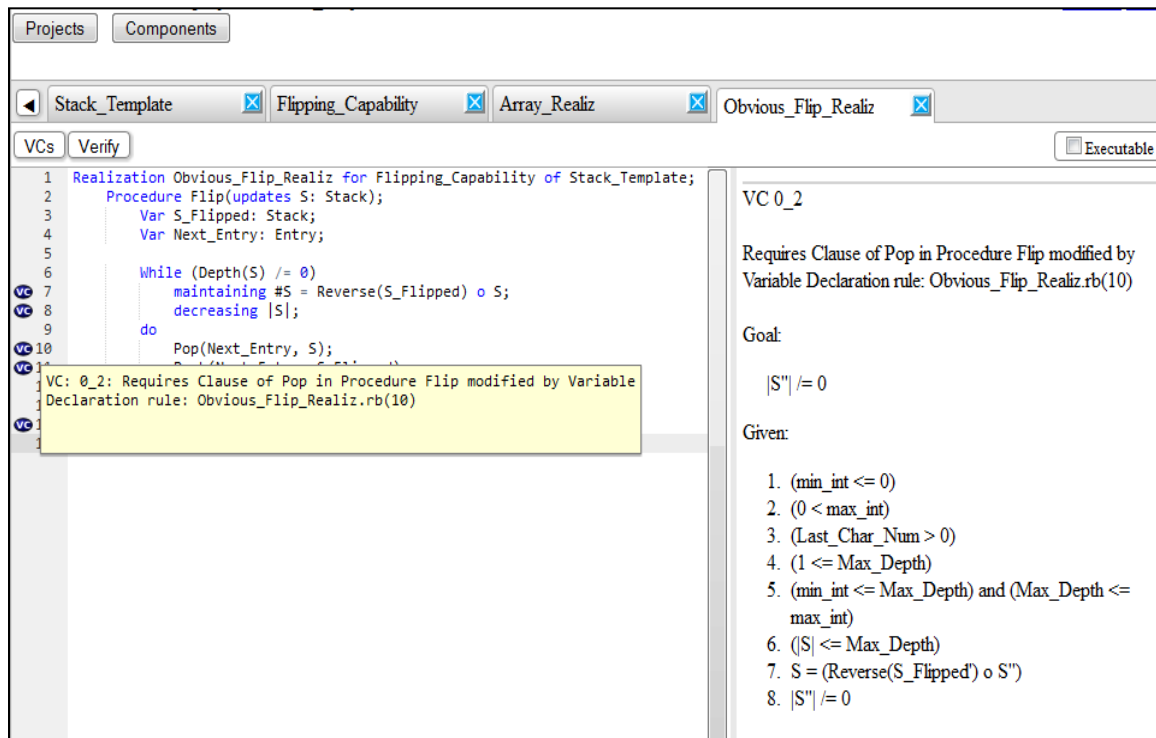 Projects Components
Stack_Template Flipping_Capability Array_Realiz Obvious_Flip_Realiz
VCs Verify Executable
1 Realization Obvious_Flip_Realiz for Flipping_Capability of Stack_Template;
2 Procedure Flip(updates S: Stack);
3 Var S_Flipped: Stack;
4 Var Next_Entry: Entry;
5
6 While (Depth(S) /= 0)
VC 7 maintaining #S = Reverse(S_Flipped) o S;
VC 8 decreasing |S|;
9 do
VC 10 Pop(Next_Entry, S);
VC
VC: 0_2: Requires Clause of Pop in Procedure Flip modified by Variable
Declaration rule: Obvious_Flip_Realiz.rb(10)
VC
VC 0_2
Requires Clause of Pop in Procedure Flip modified by
Variable Declaration rule: Obvious_Flip_Realiz.rb(10)
Goal:
|S''| /= 0
Given:
1. (min_int <= 0)
2. (0 < max_int)
3. (Last_Char_Num > 0)
4. (1 <= Max_Depth)
5. (min_int <= Max_Depth) and (Max_Depth <=
max_int)
6. (|S| <= Max_Depth)
7. S = (Reverse(S_Flipped') o S'')
8. |S''| /= 0